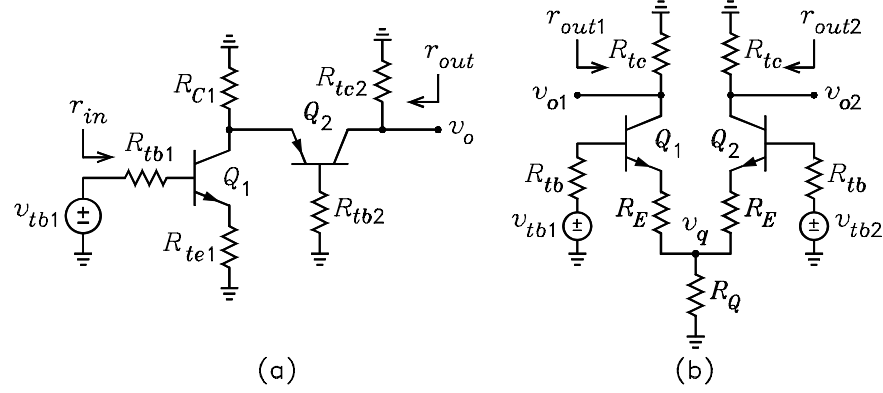 r_out
r_out1
r_out2
R_tc
R_tc
R_C1
R_tc2
r_in
Q_2
v_o
v_o1
v_o2
R_tb1
Q_1
Q_1
Q_2
v_tb1
R_tb2
R_tb
R_tb
R_te1
v_tb1
R_E
v_q
R_E
v_tb2
R_Q
(a)
(b)